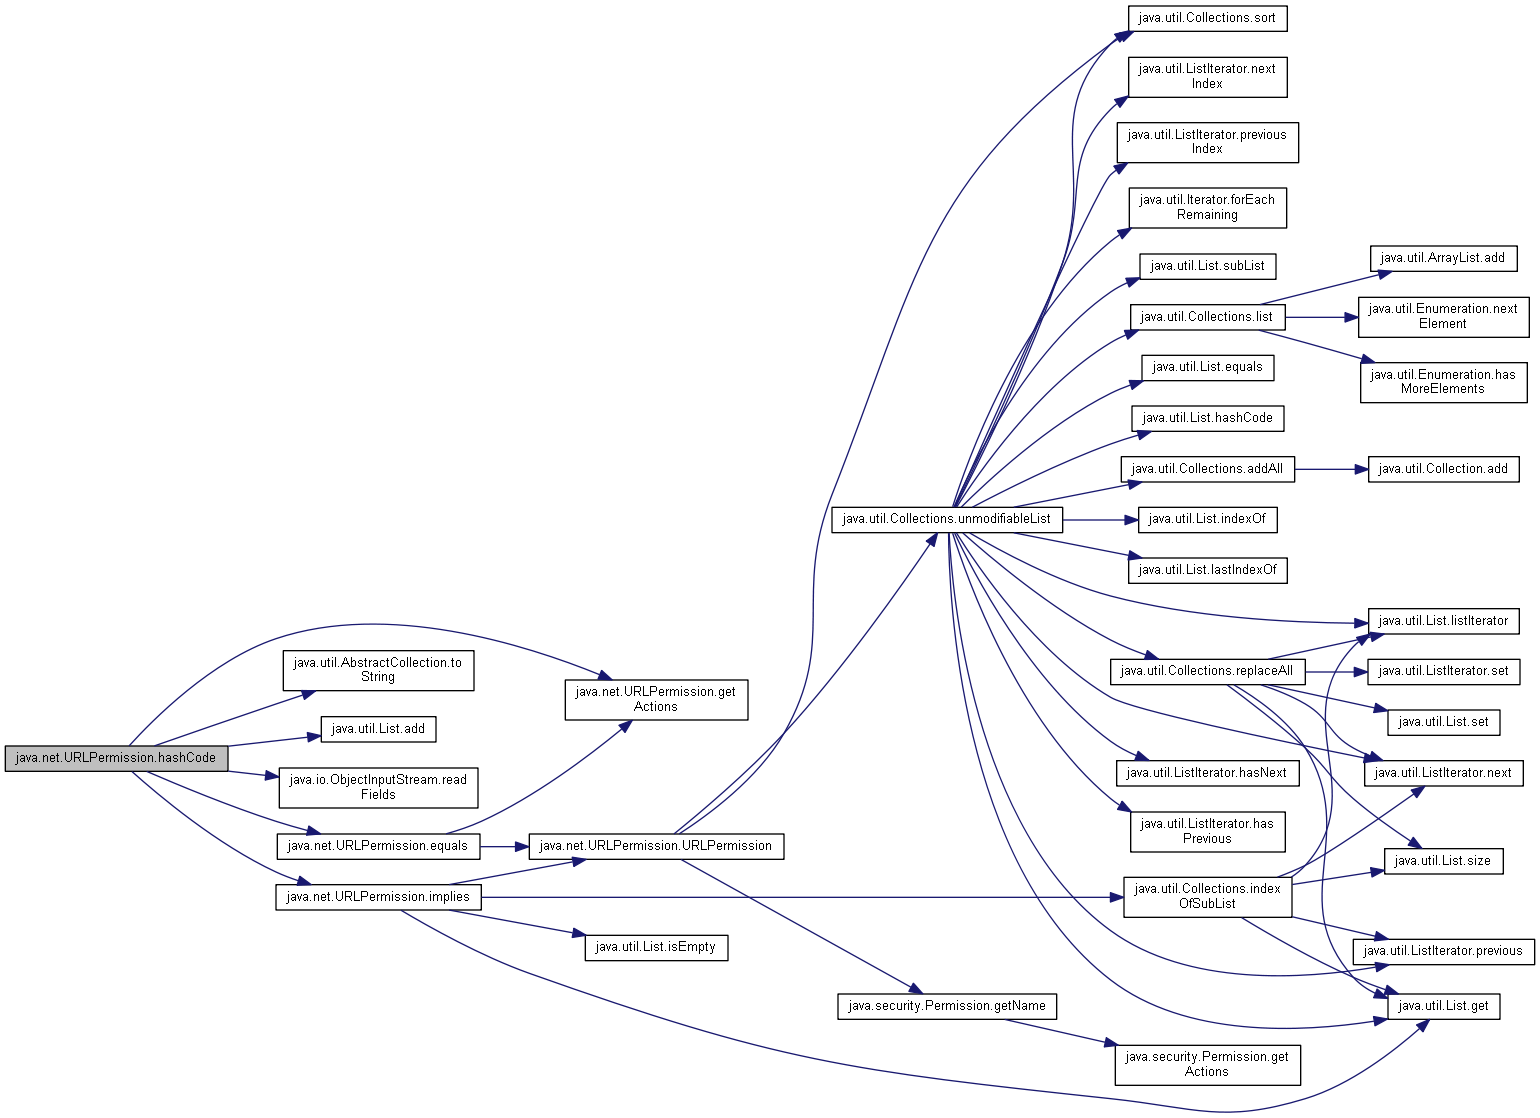 java.util.Collections.sort
java.util.ListIterator.next
Index
java.util.ListIterator.previous
Index
java.util.Iterator.forEach
Remaining
java.util.List.subList
java.util.ArrayList.add
java.util.Collections.list
java.util.Enumeration.next
Element
java.util.List.equals
java.util.Enumeration.has
MoreElements
java.util.List.hashCode
java.util.Collections.addAll
java.util.Collection.add
java.util.Collections.unmodifiableList
java.util.List.indexOf
java.util.List.lastIndexOf
java.util.List.listIterator
java.util.AbstractCollection.to
String
java.util.Collections.replaceAll
java.util.ListIterator.set
java.net.URLPermission.get
Actions
java.util.List.add
java.util.List.set
java.net.URLPermission.hashCode
java.util.ListIterator.hasNext
java.util.ListIterator.next
java.io.ObjectInputStream.read
Fields
java.util.ListIterator.has
Previous
java.net.URLPermission.equals
java.net.URLPermission.URLPermission
java.util.List.size
java.net.URLPermission.implies
java.util.Collections.index
OfSubList
java.util.List.isEmpty
java.util.ListIterator.previous
java.security.Permission.getName
java.util.List.get
java.security.Permission.get
Actions